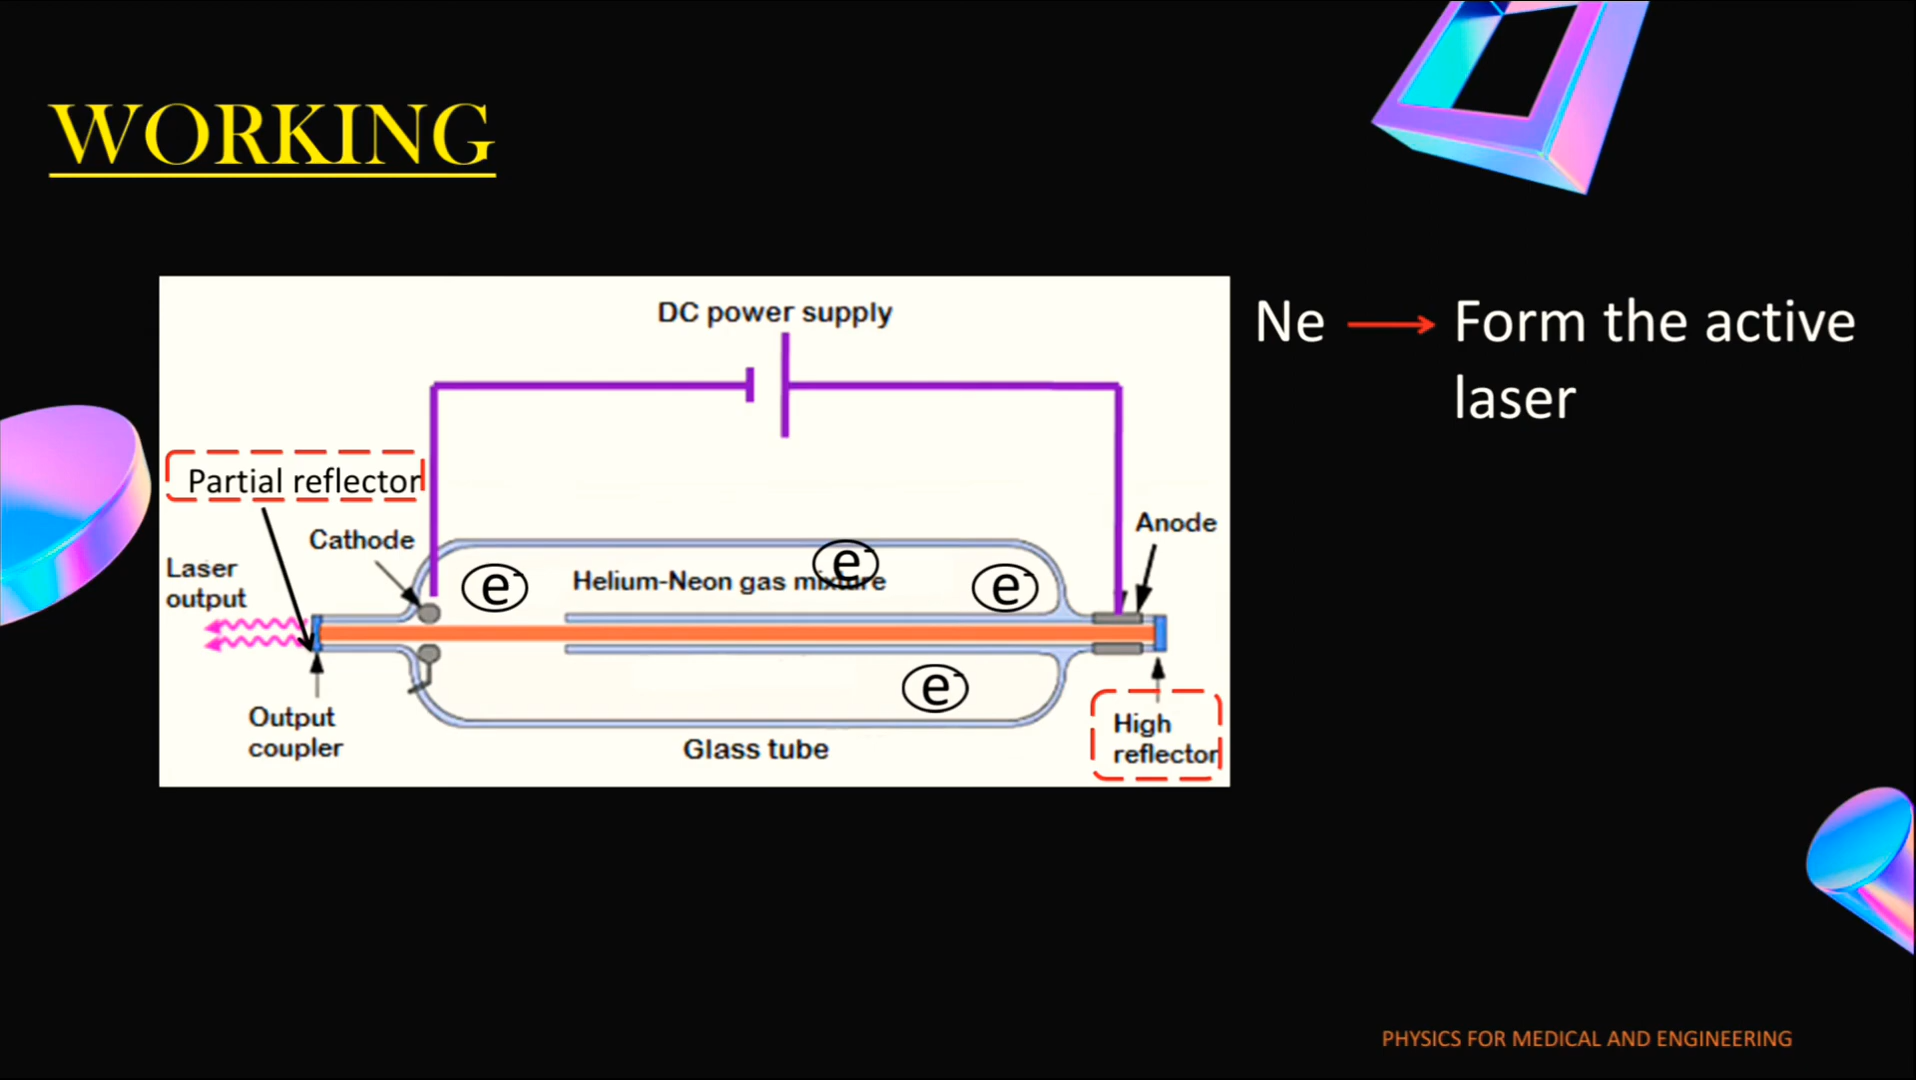 WORKING
DC power supply
Ne
Form the active
laser
Partial reflector
Anode
Cathode
Laser
output
e-
Helium-Neon gas mixture
e-
e-
e-
Output
coupler
Glass tube
High
reflector
PHYSICS FOR MEDICAL AND ENGINEERING